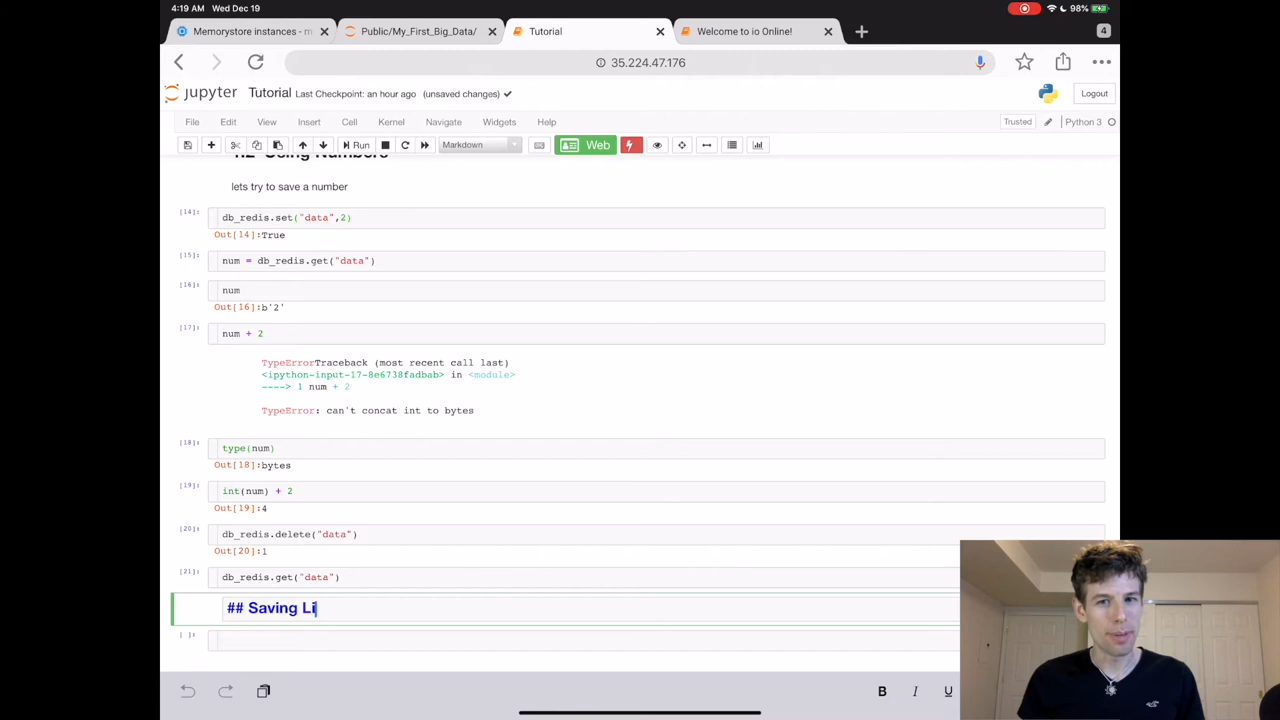 4:19 AM Wed Dec 19
98%
Memorystore instances - m
Public/My_First_Big_Data/
Tutorial
Welcome to io Online!
4
35.224.47.176
jupyter Tutorial Last Checkpoint: an hour ago (unsaved changes)
Logout
File Edit View Insert Cell Kernel Navigate Widgets Help
Trusted
Python 3
Run
Markdown
Web
1.2 Using Numbers
lets try to save a number
[14]: db_redis.set("data",2)
Out[14]:True
[15]: num = db_redis.get("data")
[16]: num
Out[16]:b'2'
[17]: num + 2
TypeErrorTraceback (most recent call last)
<ipython-input-17-8e6738fadbab> in <module>
----> 1 num + 2
TypeError: can't concat int to bytes
[18]: type(num)
Out[18]:bytes
[19]: int(num) + 2
Out[19]:4
[20]: db_redis.delete("data")
Out[20]:1
[21]: db_redis.get("data")
## Saving Li
[ ]:
B I U